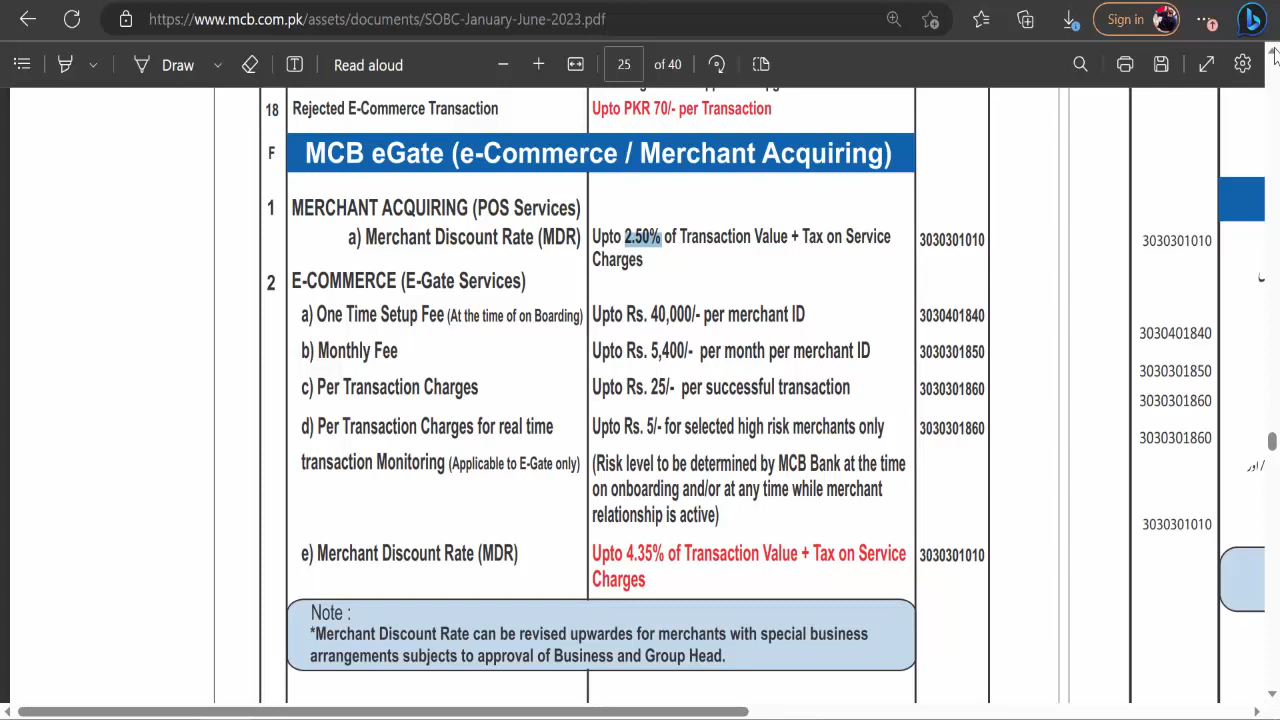 https://www.mcb.com.pk/assets/documents/SOBC-January-June-2023.pdf
Sign in
Draw
Read aloud
25 of 40
18 Rejected E-Commerce Transaction Upto PKR 70/- per Transaction
F MCB eGate (e-Commerce / Merchant Acquiring)
1 MERCHANT ACQUIRING (POS Services)
a) Merchant Discount Rate (MDR) Upto 2.50% of Transaction Value + Tax on Service 3030301010 3030301010
Charges
2 E-COMMERCE (E-Gate Services)
a) One Time Setup Fee (At the time of on Boarding) Upto Rs. 40,000/- per merchant ID 3030401840
3030401840
b) Monthly Fee Upto Rs. 5,400/- per month per merchant ID 3030301850
3030301850
c) Per Transaction Charges Upto Rs. 25/- per successful transaction 3030301860
3030301860
d) Per Transaction Charges for real time Upto Rs. 5/- for selected high risk merchants only 3030301860
3030301860
transaction Monitoring (Applicable to E-Gate only) (Risk level to be determined by MCB Bank at the time
/ اور
on onboarding and/or at any time while merchant
relationship is active)
3030301010
e) Merchant Discount Rate (MDR) Upto 4.35% of Transaction Value + Tax on Service 3030301010
Charges
Note :
*Merchant Discount Rate can be revised upwardes for merchants with special business
arrangements subjects to approval of Business and Group Head.